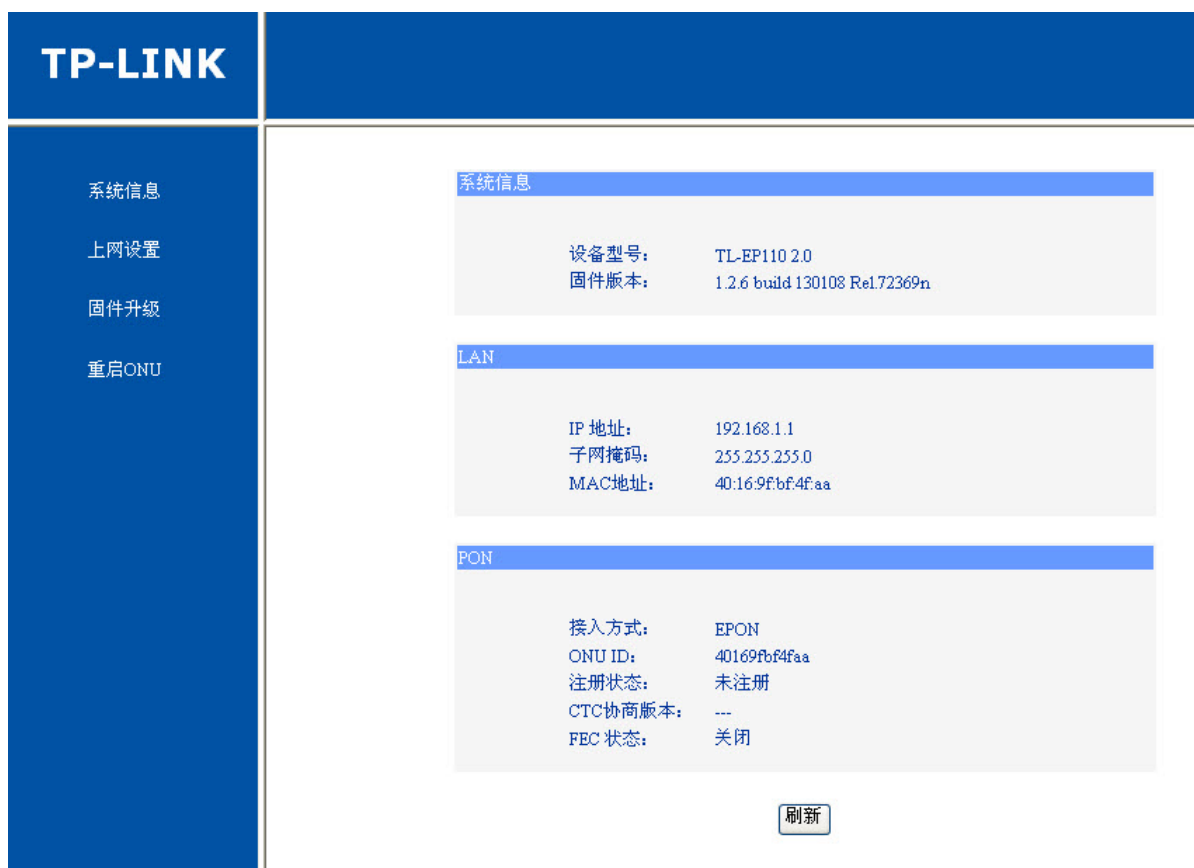 TP-LINK
系统信息
上网设置
固件升级
重启ONU
系统信息
设备型号: TL-EP110 2.0
固件版本: 1.2.6 build 130108 Rel.72369n
LAN
IP 地址: 192.168.1.1
子网掩码: 255.255.255.0
MAC地址: 40:16:9f:bf:4f:aa
PON
接入方式: EPON
ONU ID: 40169fbf4faa
注册状态: 未注册
CTC协商版本: ---
FEC 状态: 关闭
刷新